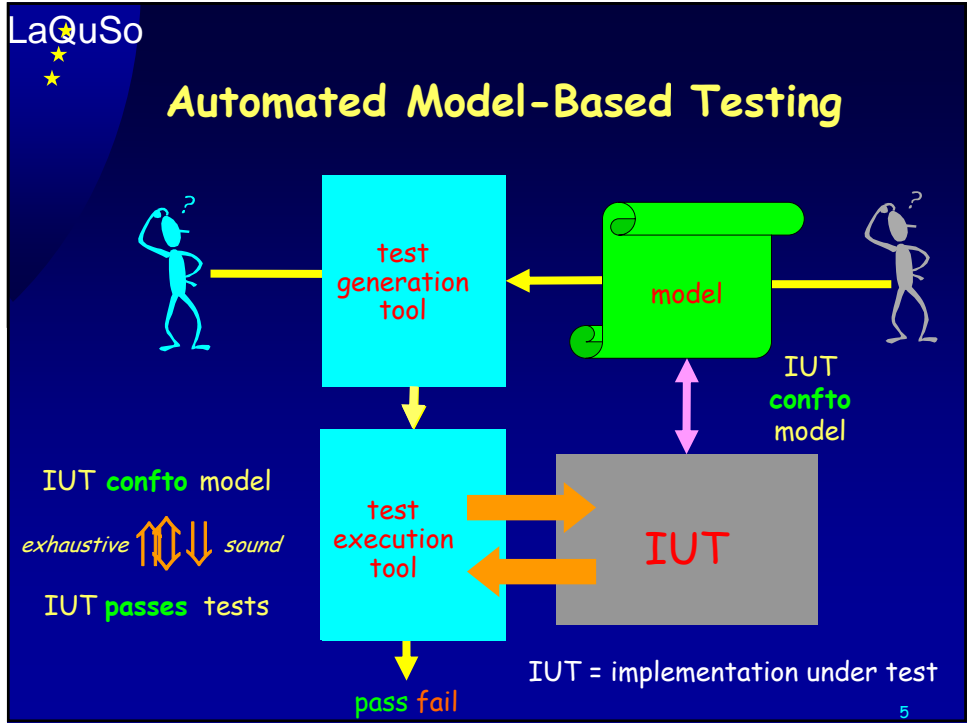 LaQuSo
Automated Model-Based Testing
?
?
test
generation
tool
model
IUT
confto
model
IUT confto model
exhaustive ⇑⇕⇓ sound
IUT passes tests
test
execution
tool
IUT
pass fail
IUT = implementation under test
5